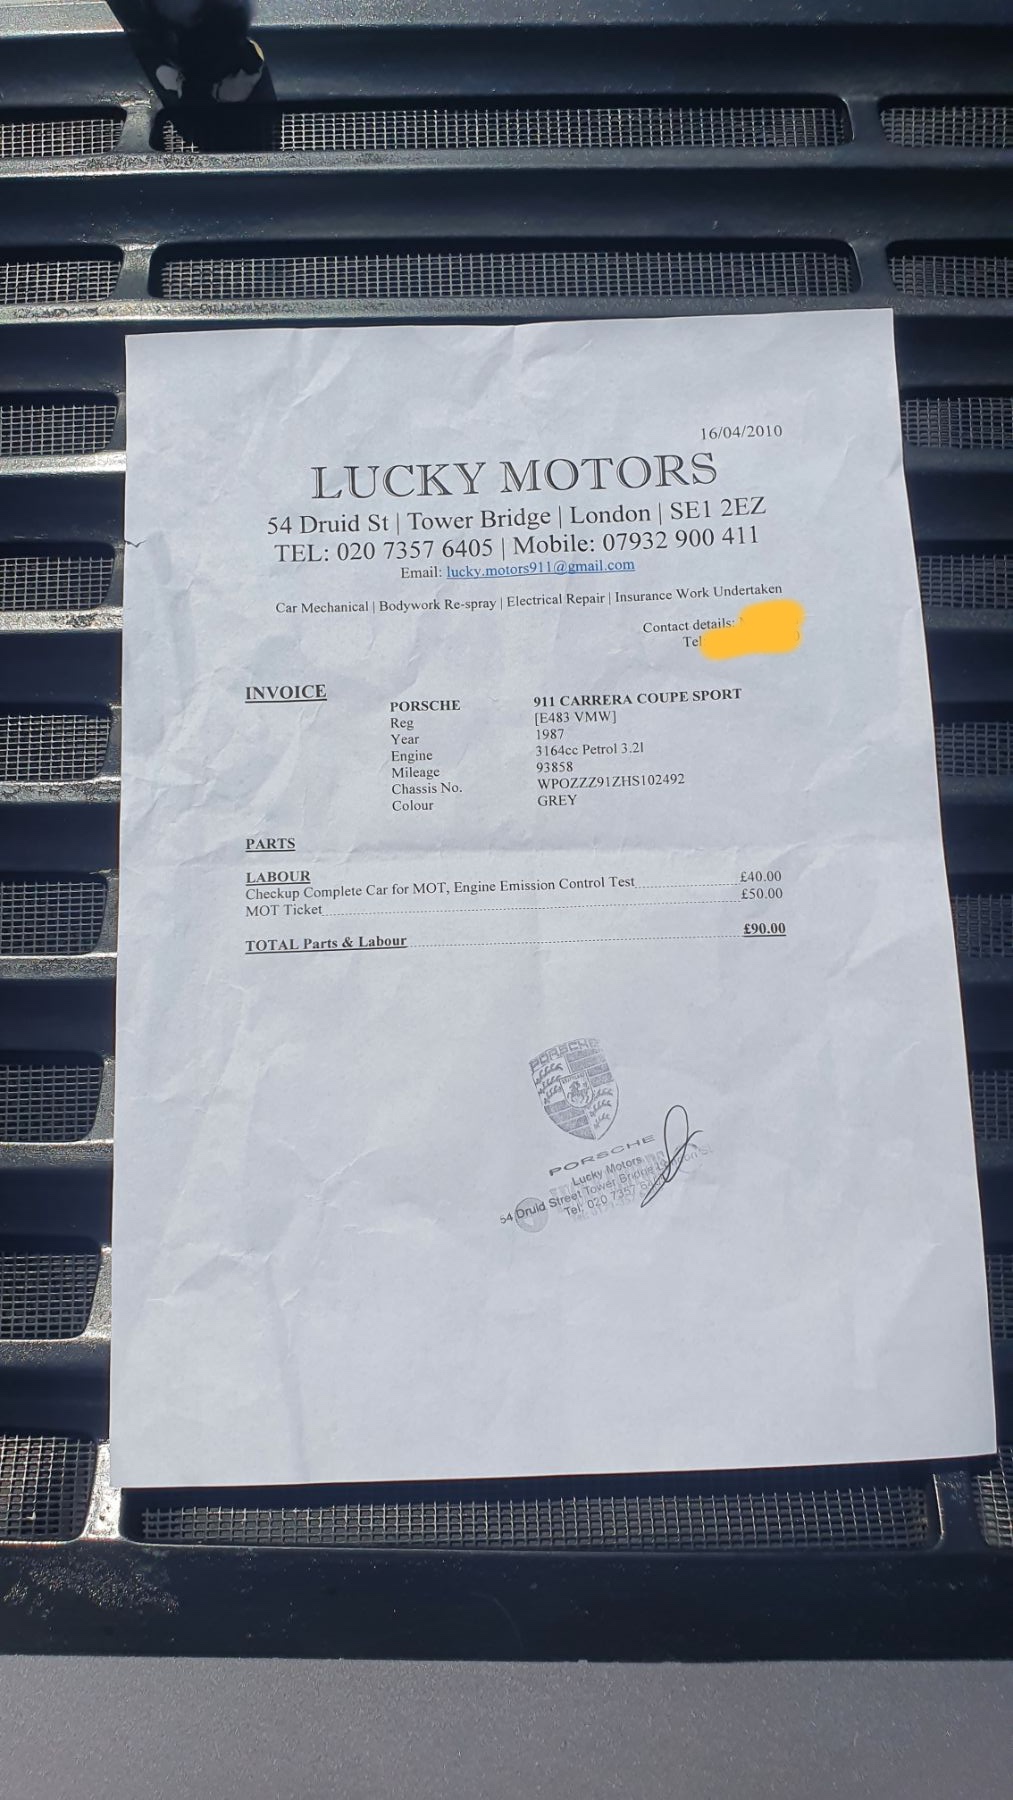 16/04/2010
LUCKY MOTORS
54 Druid St | Tower Bridge | London | SE1 2EZ
TEL: 020 7357 6405 | Mobile: 07932 900 411
Email: lucky.motors911@gmail.com
Car Mechanical | Bodywork Re-spray | Electrical Repair | Insurance Work Undertaken
Contact details:
Tel
INVOICE
PORSCHE 911 CARRERA COUPE SPORT
Reg [E483 VMW]
Year 1987
Engine 3164cc Petrol 3.2l
Mileage 93858
Chassis No. WPOZZZ91ZHS102492
Colour GREY
PARTS
LABOUR
Checkup Complete Car for MOT, Engine Emission Control Test £40.00
MOT Ticket £50.00
TOTAL Parts & Labour £90.00
PORSCHE
PORSCHE
Lucky Motors
54 Druid Street Tower Bridge London
Tel: 020 7357